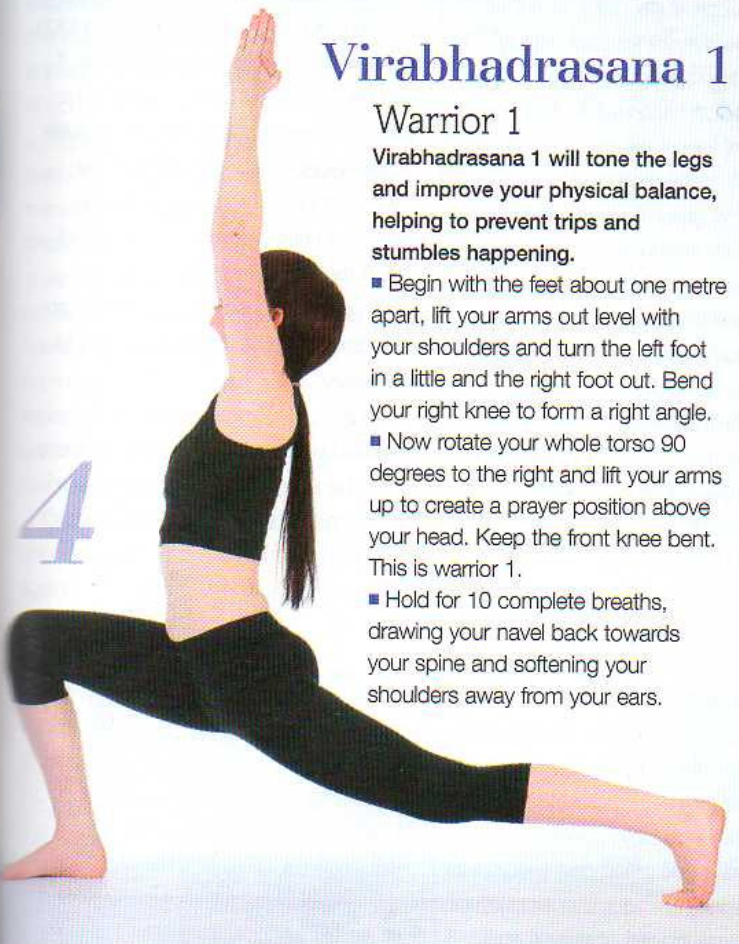 Virabhadrasana 1
Warrior 1
Virabhadrasana 1 will tone the legs
and improve your physical balance,
helping to prevent trips and
stumbles happening.
■ Begin with the feet about one metre
apart, lift your arms out level with
your shoulders and turn the left foot
in a little and the right foot out. Bend
your right knee to form a right angle.
■ Now rotate your whole torso 90
degrees to the right and lift your arms
up to create a prayer position above
your head. Keep the front knee bent.
This is warrior 1.
■ Hold for 10 complete breaths,
drawing your navel back towards
your spine and softening your
shoulders away from your ears.
4